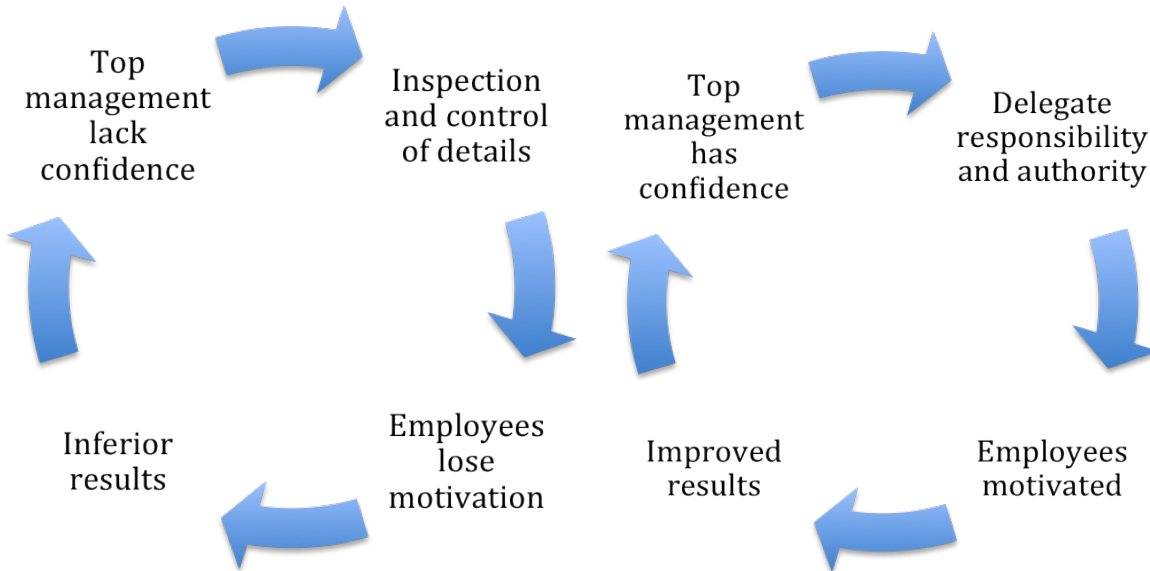 Top
management
lack
confidence
Inspection
and control
of details
Employees
lose
motivation
Inferior
results
Top
management
has
confidence
Delegate
responsibility
and authority
Employees
motivated
Improved
results